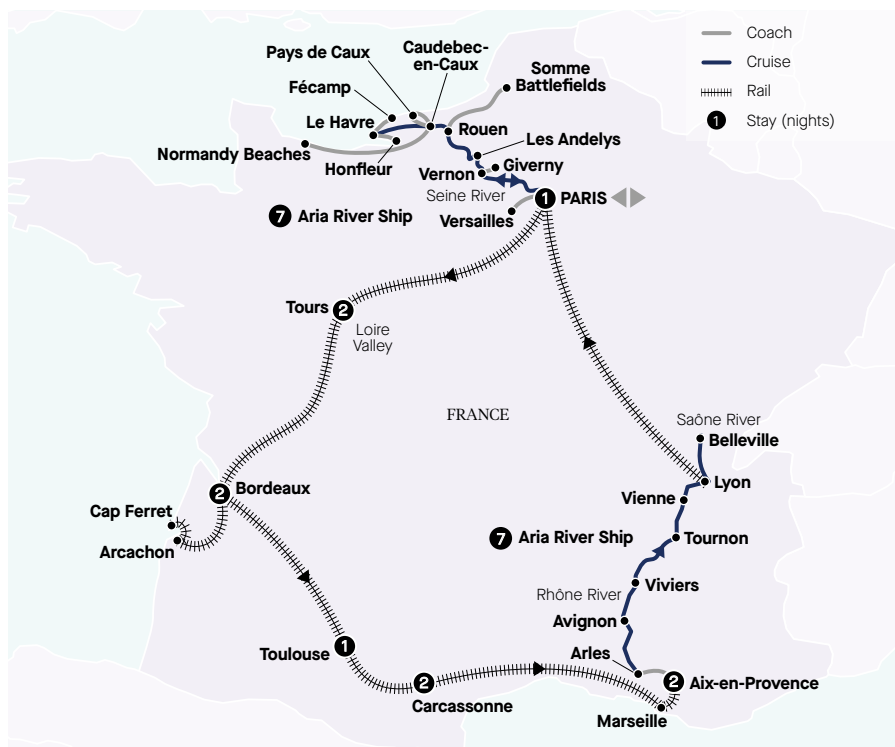 Coach
Cruise
Rail
1 Stay (nights)
Pays de Caux
Caudebec-
en-Caux
Somme
Battlefields
Fécamp
Le Havre
Rouen
Les Andelys
Normandy Beaches
Honfleur
Vernon
Giverny
Seine River
1 PARIS
Versailles
7 Aria River Ship
Tours
2
Loire
Valley
FRANCE
Saône River
Belleville
Lyon
2 Bordeaux
Vienne
Cap Ferret
Arcachon
7 Aria River Ship
Tournon
Rhône River
Viviers
Avignon
Toulouse 1
Arles
2
Carcassonne
2 Aix-en-Provence
Marseille